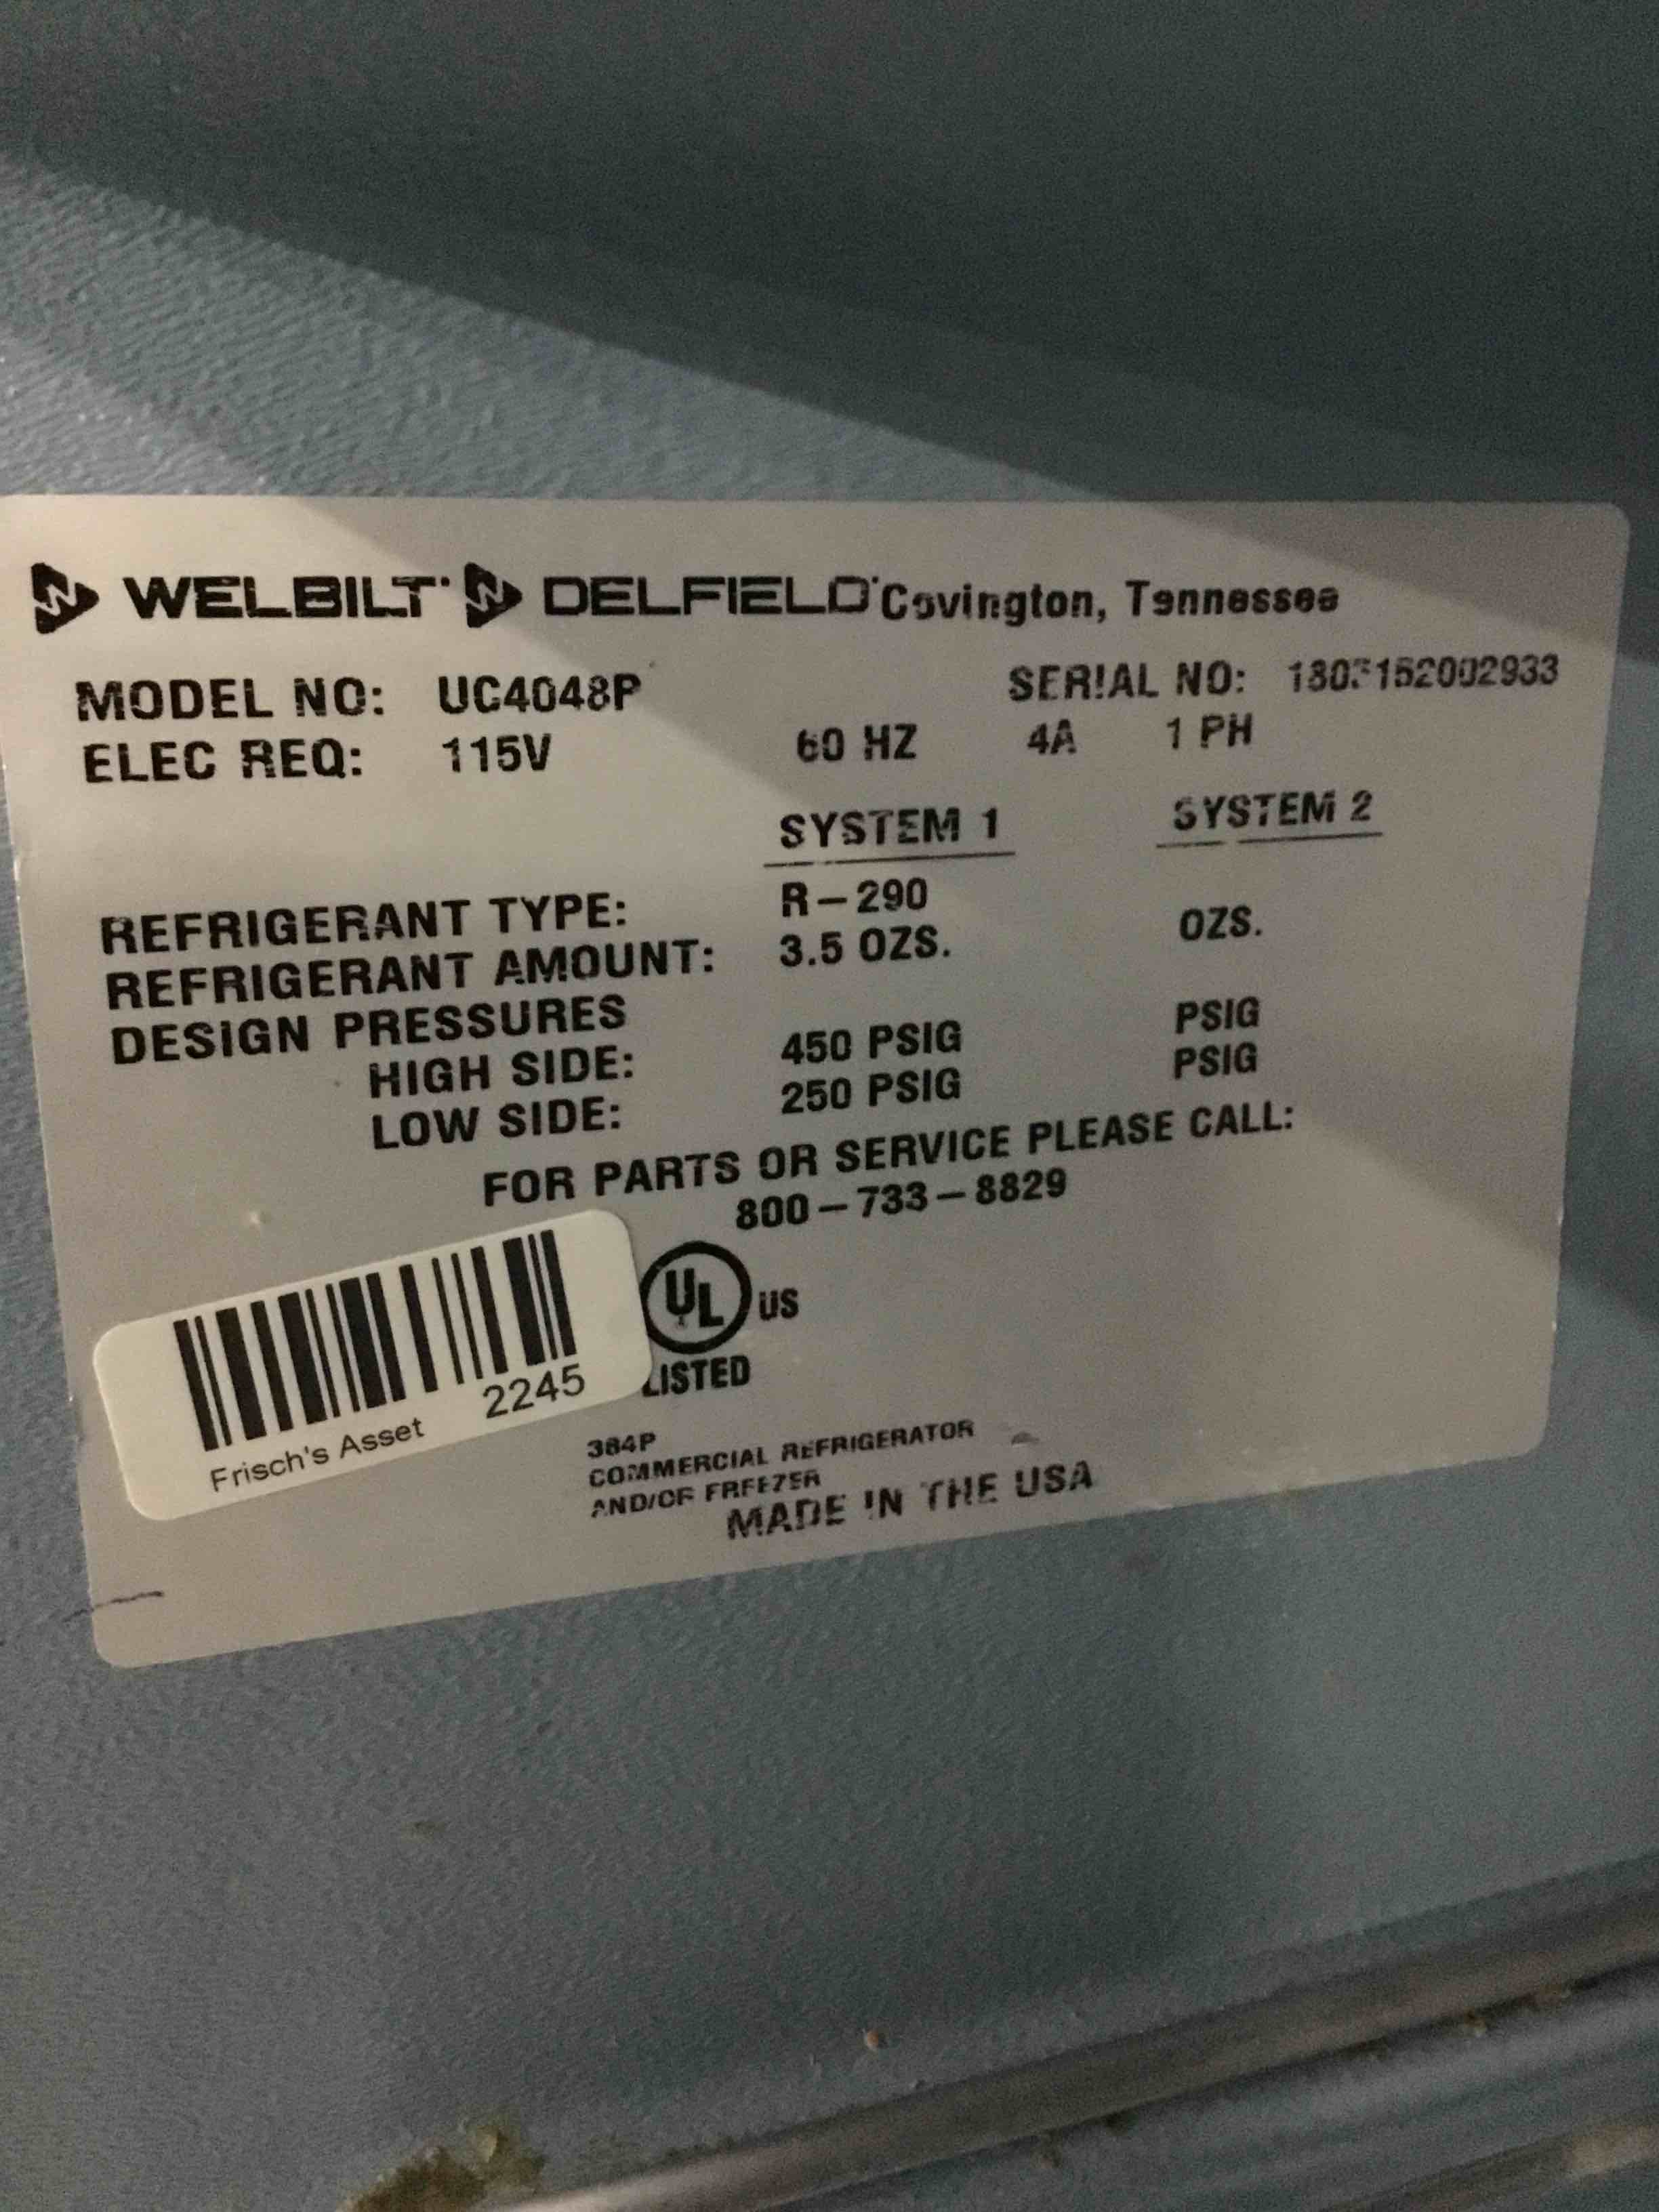 WELBILT DELFIELD Covington, Tennessee
MODEL NO: UC4048P SERIAL NO: 1803152002933
ELEC REQ: 115V 60 HZ 4A 1 PH
SYSTEM 1 SYSTEM 2
REFRIGERANT TYPE: R-290
REFRIGERANT AMOUNT: 3.5 OZS. OZS.
DESIGN PRESSURES
HIGH SIDE: 450 PSIG PSIG
LOW SIDE: 250 PSIG PSIG
FOR PARTS OR SERVICE PLEASE CALL:
800-733-8829
UL US
LISTED
2245
Frisch's Asset
384P
COMMERCIAL REFRIGERATOR
AND/OR FREEZER
MADE IN THE USA